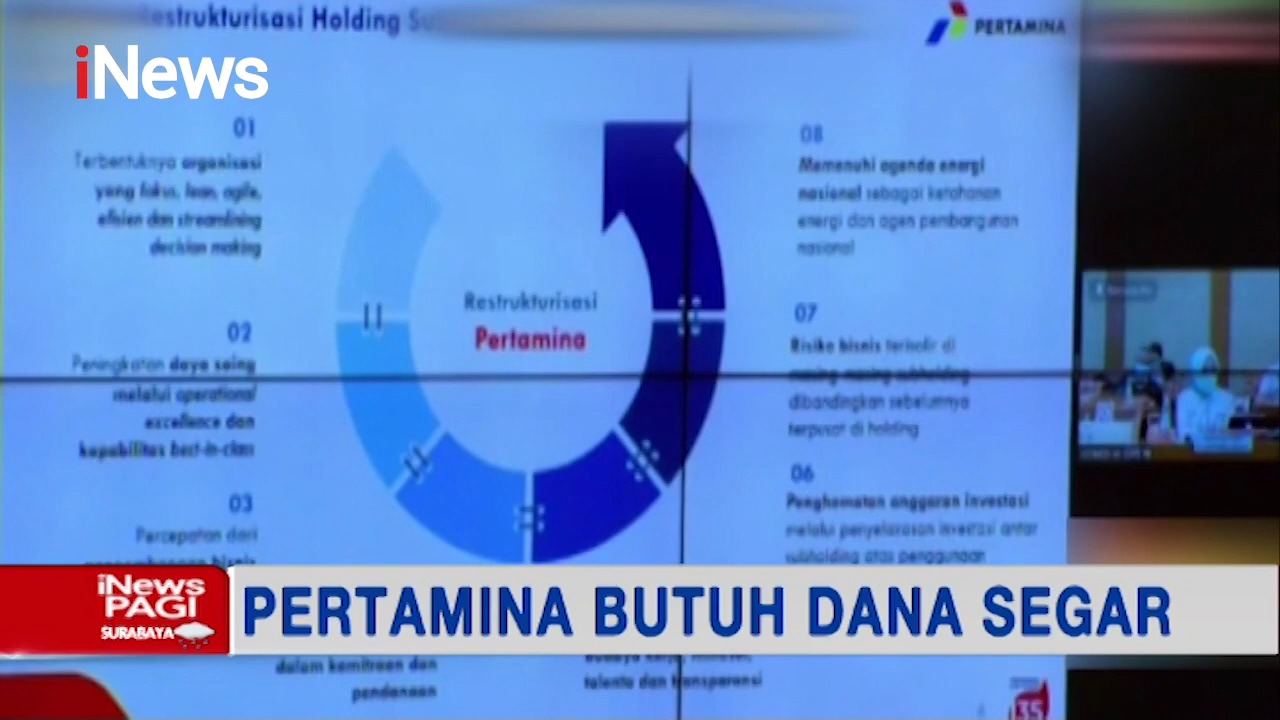 Restrukturisasi Holding
PERTAMINA
iNews
01
Terbentuknya organisasi
yang fokus, lean, agile,
efisien dan streamlining
decision making
02
Peningkatan daya saing
melalui operational
excellence dan
kapabilitas best-in-class
03
Percepatan dari
Restrukturisasi
Pertamina
08
Memenuhi agenda energi
nasional sebagai ketahanan
energi dan agen pembangunan
nasional
07
Risiko bisnis terkolir di
masing-masing subholding
dibandingkan sebelumnya
terpusat di holding
06
Penghematan anggaran investasi
melalui penyelarasan investasi antar
subholding atas penggunaan
iNews
PAGI
SURABAYA
PERTAMINA BUTUH DANA SEGAR
dalam kemitraan dan
pendanaan
talenta dan transparansi
35